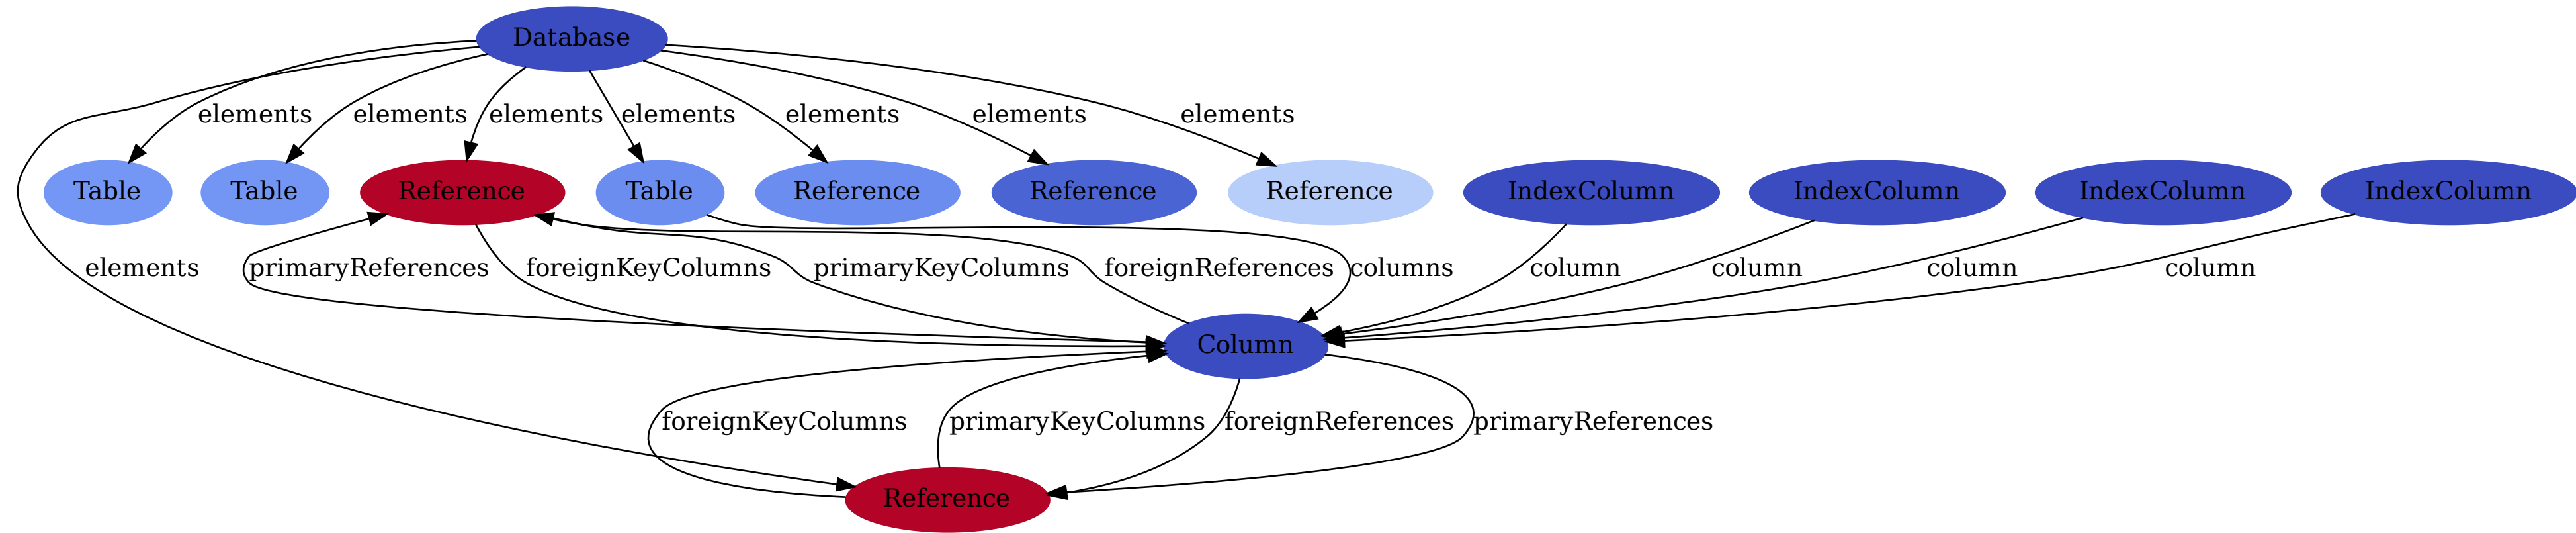 Database
elements elements elements elements elements elements elements
Table Table Reference Table Reference Reference Reference IndexColumn IndexColumn IndexColumn IndexColumn
elements primaryReferences foreignKeyColumns primaryKeyColumns foreignReferences columns column column column column
Column
foreignKeyColumns primaryKeyColumns foreignReferences primaryReferences
Reference